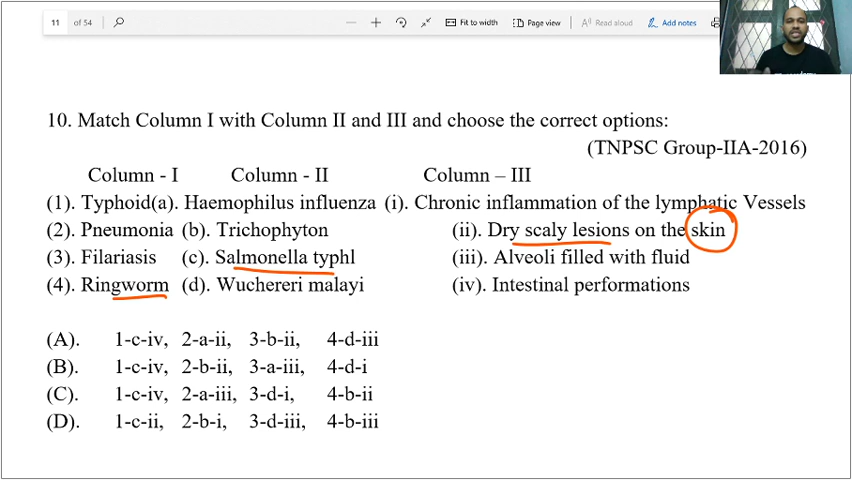 11 of 54 Fit to width Page view Read aloud Add notes
10. Match Column I with Column II and III and choose the correct options:
(TNPSC Group-IIA-2016)
Column - I Column - II Column – III
(1). Typhoid(a). Haemophilus influenza (i). Chronic inflammation of the lymphatic Vessels
(2). Pneumonia (b). Trichophyton (ii). Dry scaly lesions on the skin
(3). Filariasis (c). Salmonella typhl (iii). Alveoli filled with fluid
(4). Ringworm (d). Wuchereri malayi (iv). Intestinal performations
(A). 1-c-iv, 2-a-ii, 3-b-ii, 4-d-iii
(B). 1-c-iv, 2-b-ii, 3-a-iii, 4-d-i
(C). 1-c-iv, 2-a-iii, 3-d-i, 4-b-ii
(D). 1-c-ii, 2-b-i, 3-d-iii, 4-b-iii